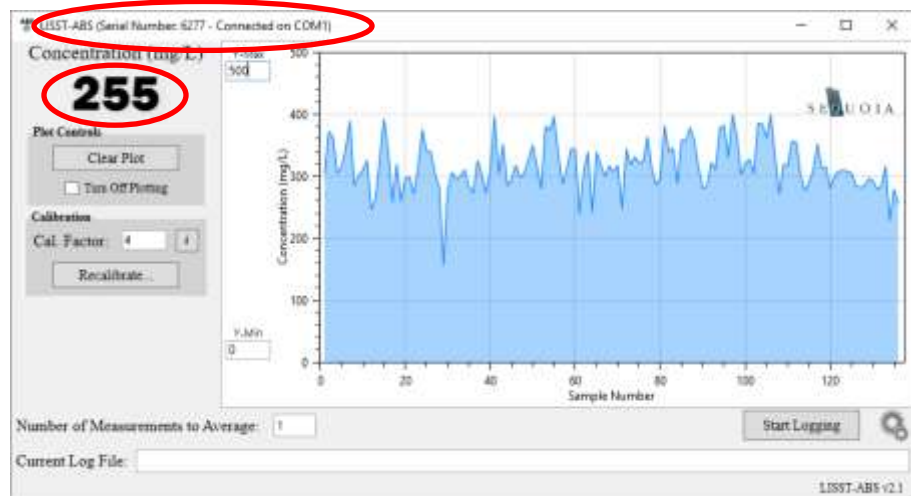 LISST-ABS (Serial Number: 6277 - Connected on COM1)
Concentration (mg/L)
255
Plot Controls
Clear Plot
Turn Off Plotting
Calibration
Cal. Factor: 4
Recalibrate...
Y-Max
500
Y-Min
0
500
400
300
200
100
0
Concentration (mg/L)
0 20 40 60 80 100 120
Sample Number
SEQUOIA
Number of Measurements to Average: 1
Start Logging
Current Log File:
LISST-ABS v2.1